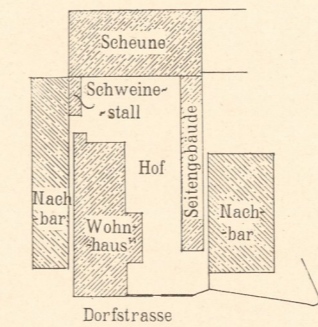 Scheune
Schweine-
-stall
Hof
Seitengebäude
Nach
-bar
Wohn-
haus
Nach-
-bar
Dorfstrasse